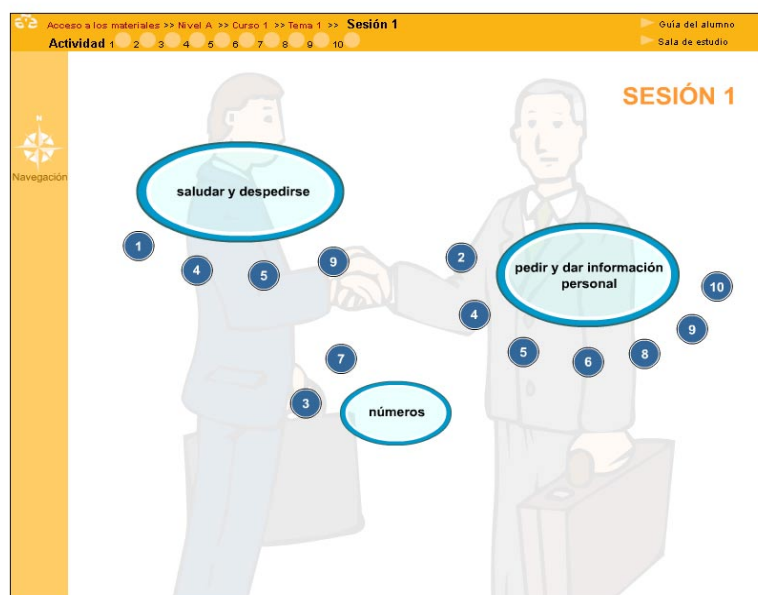 Acceso a los materiales >> Nivel A >> Curso 1 >> Tema 1 >> Sesión 1
Guía del alumno
Actividad 1 2 3 4 5 6 7 8 9 10
Sala de estudio
SESIÓN 1
N
Navegación
saludar y despedirse
1
4
5
9
2
pedir y dar información
personal
4
5
6
8
9
10
7
3
números